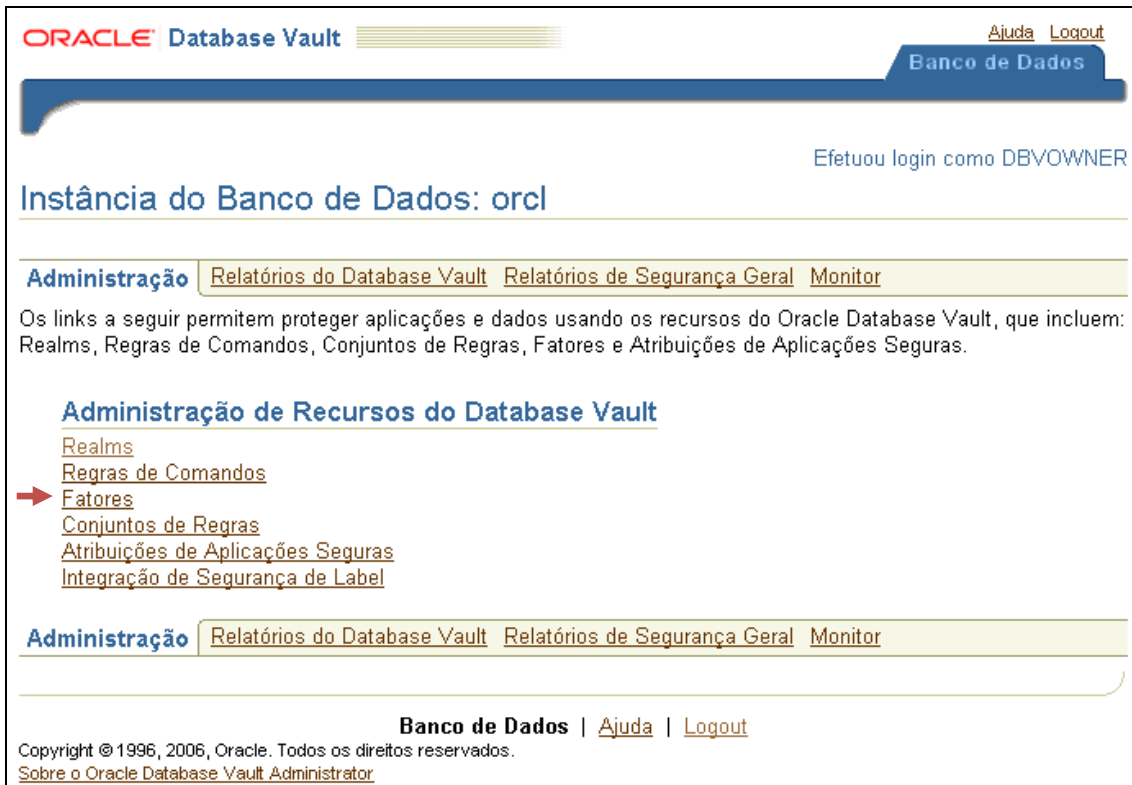 ORACLE Database Vault
Ajuda Logout
Banco de Dados
Efetuou login como DBVOWNER
Instância do Banco de Dados: orcl
Administração Relatórios do Database Vault Relatórios de Segurança Geral Monitor
Os links a seguir permitem proteger aplicações e dados usando os recursos do Oracle Database Vault, que incluem:
Realms, Regras de Comandos, Conjuntos de Regras, Fatores e Atribuições de Aplicações Seguras.
Administração de Recursos do Database Vault
Realms
Regras de Comandos
Fatores
Conjuntos de Regras
Atribuições de Aplicações Seguras
Integração de Segurança de Label
Administração Relatórios do Database Vault Relatórios de Segurança Geral Monitor
Banco de Dados | Ajuda | Logout
Copyright © 1996, 2006, Oracle. Todos os direitos reservados.
Sobre o Oracle Database Vault Administrator